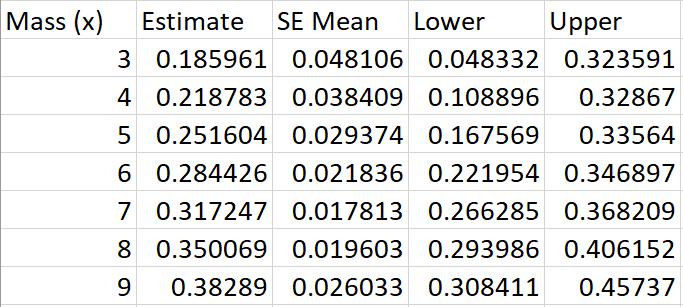 Mass (x) Estimate SE Mean Lower Upper
3 0.185961 0.048106 0.048332 0.323591
4 0.218783 0.038409 0.108896 0.32867
5 0.251604 0.029374 0.167569 0.33564
6 0.284426 0.021836 0.221954 0.346897
7 0.317247 0.017813 0.266285 0.368209
8 0.350069 0.019603 0.293986 0.406152
9 0.38289 0.026033 0.308411 0.45737